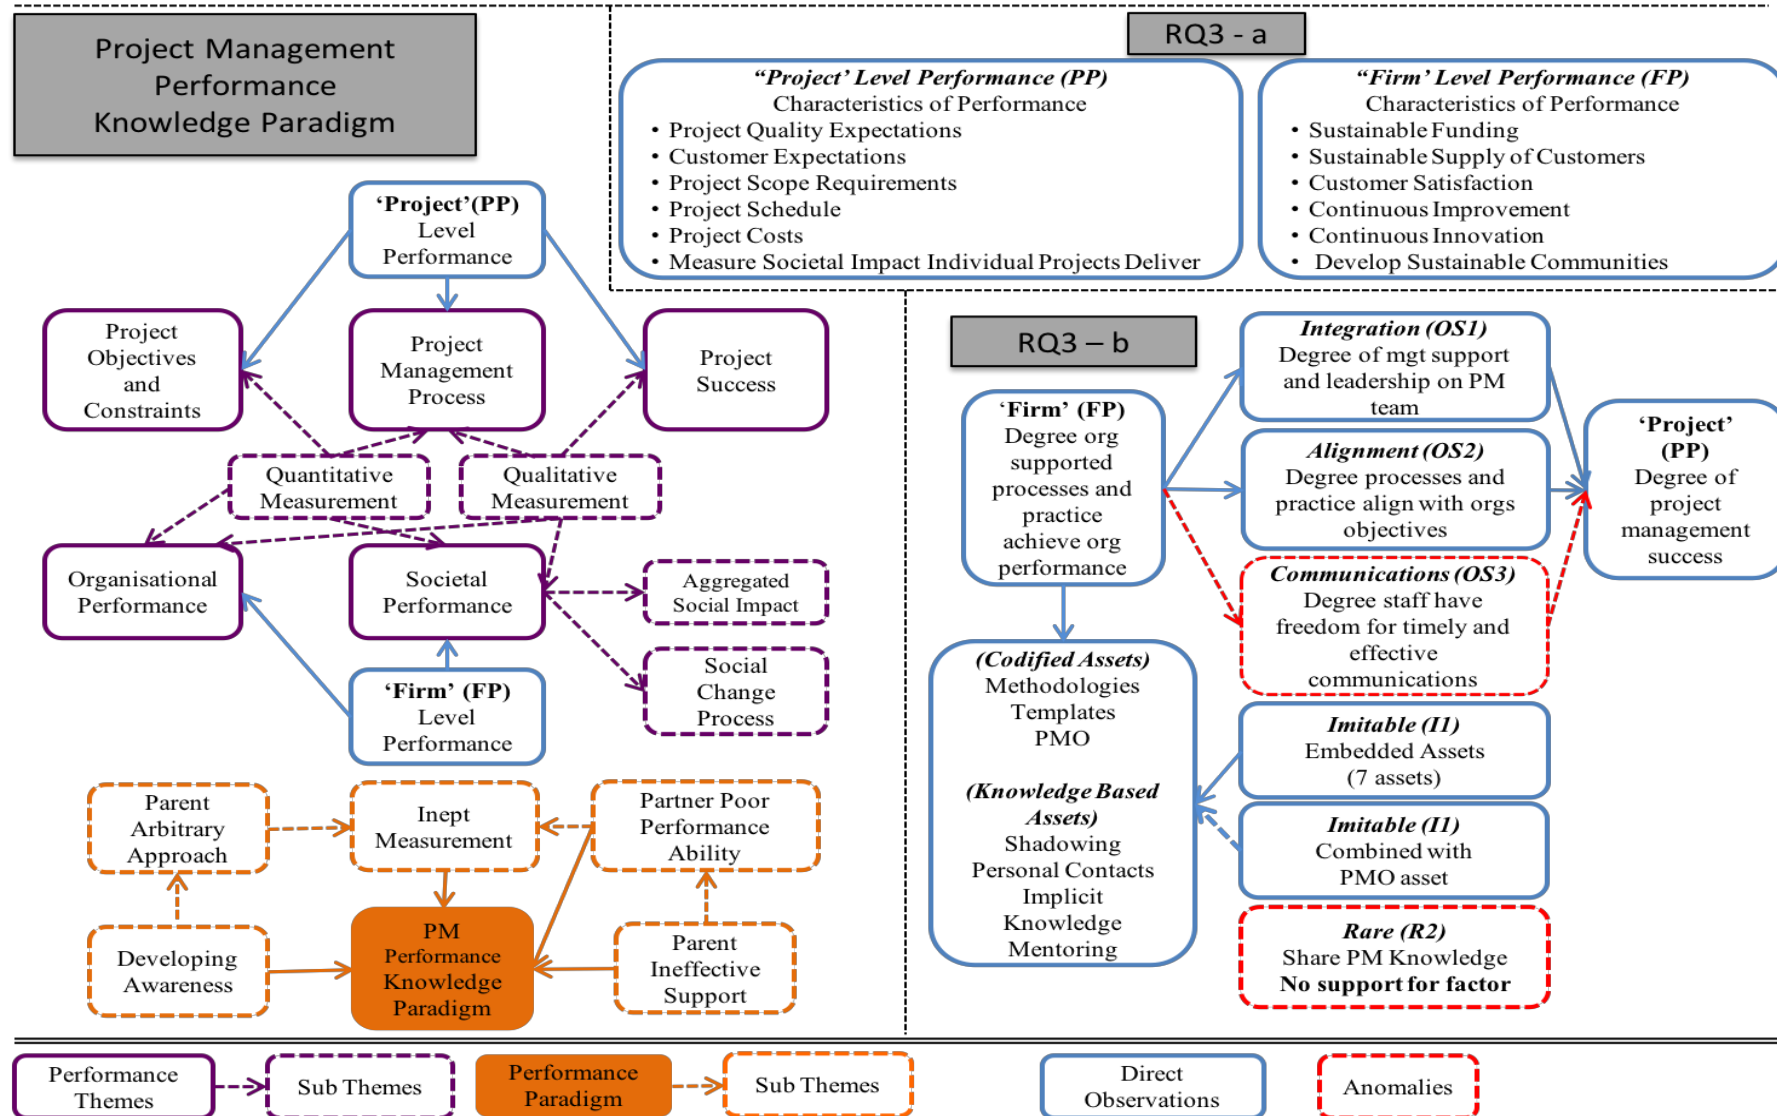 Project Management
Performance
Knowledge Paradigm
RQ3 - a
“Project’ Level Performance (PP)
Characteristics of Performance
• Project Quality Expectations
• Customer Expectations
• Project Scope Requirements
• Project Schedule
• Project Costs
• Measure Societal Impact Individual Projects Deliver
“Firm’ Level Performance (FP)
Characteristics of Performance
• Sustainable Funding
• Sustainable Supply of Customers
• Customer Satisfaction
• Continuous Improvement
• Continuous Innovation
• Develop Sustainable Communities
‘Project’(PP)
Level
Performance
Project
Objectives
and
Constraints
Project
Management
Process
Project
Success
Quantitative
Measurement
Qualitative
Measurement
Organisational
Performance
Societal
Performance
Aggregated
Social Impact
Social
Change
Process
‘Firm’ (FP)
Level
Performance
Parent
Arbitrary
Approach
Inept
Measurement
Partner Poor
Performance
Ability
Developing
Awareness
PM
Performance
Knowledge
Paradigm
Parent
Ineffective
Support
RQ3 – b
‘Firm’ (FP)
Degree org
supported
processes and
practice
achieve org
performance
Integration (OS1)
Degree of mgt support
and leadership on PM
team
Alignment (OS2)
Degree processes and
practice align with orgs
objectives
Communications (OS3)
Degree staff have
freedom for timely and
effective
communications
‘Project’
(PP)
Degree of
project
management
success
(Codified Assets)
Methodologies
Templates
PMO
(Knowledge Based
Assets)
Shadowing
Personal Contacts
Implicit
Knowledge
Mentoring
Imitable (I1)
Embedded Assets
(7 assets)
Imitable (I1)
Combined with
PMO asset
Rare (R2)
Share PM Knowledge
No support for factor
Performance
Themes
Sub Themes
Performance
Paradigm
Sub Themes
Direct
Observations
Anomalies